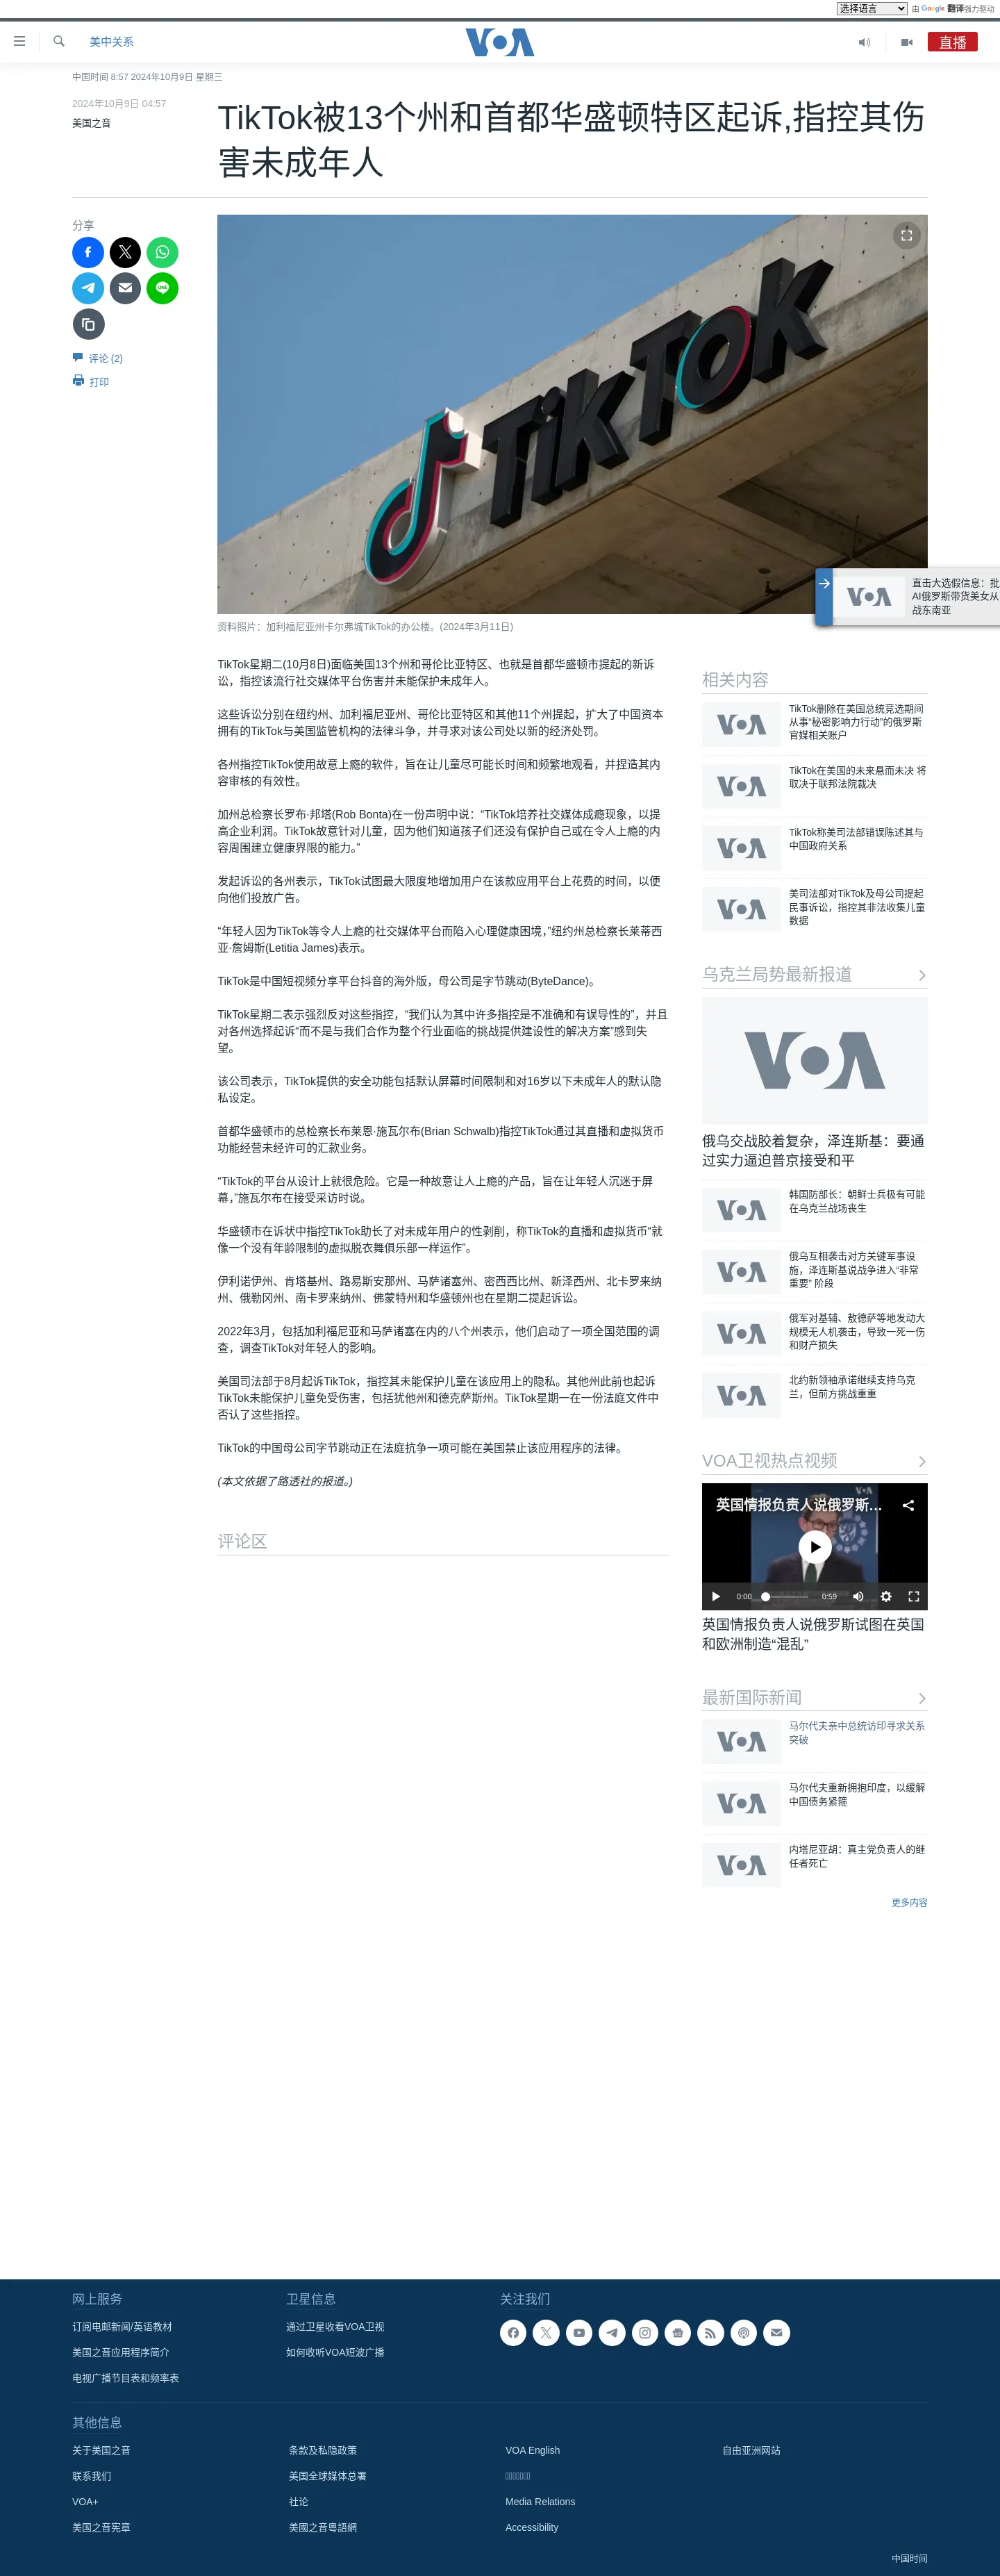 选择语言 由 Google 翻译强力驱动
美中关系
VOA
直播
中国时间 8:57 2024年10月9日 星期三
2024年10月9日 04:57
美国之音
TikTok被13个州和首都华盛顿特区起诉,指控其伤
害未成年人
分享
评论 (2)
打印
TikTok
资料照片：加利福尼亚州卡尔弗城TikTok的办公楼。(2024年3月11日)
直击大选假信息：批
AI俄罗斯带货美女从
战东南亚
TikTok星期二(10月8日)面临美国13个州和哥伦比亚特区、也就是首都华盛顿市提起的新诉
讼，指控该流行社交媒体平台伤害并未能保护未成年人。
这些诉讼分别在纽约州、加利福尼亚州、哥伦比亚特区和其他11个州提起，扩大了中国资本
拥有的TikTok与美国监管机构的法律斗争，并寻求对该公司处以新的经济处罚。
各州指控TikTok使用故意上瘾的软件，旨在让儿童尽可能长时间和频繁地观看，并捏造其内
容审核的有效性。
加州总检察长罗布·邦塔(Rob Bonta)在一份声明中说：“TikTok培养社交媒体成瘾现象，以提
高企业利润。TikTok故意针对儿童，因为他们知道孩子们还没有保护自己或在令人上瘾的内
容周围建立健康界限的能力。”
发起诉讼的各州表示，TikTok试图最大限度地增加用户在该款应用平台上花费的时间，以便
向他们投放广告。
“年轻人因为TikTok等令人上瘾的社交媒体平台而陷入心理健康困境，”纽约州总检察长莱蒂西
亚·詹姆斯(Letitia James)表示。
TikTok是中国短视频分享平台抖音的海外版，母公司是字节跳动(ByteDance)。
TikTok星期二表示强烈反对这些指控，“我们认为其中许多指控是不准确和有误导性的”，并且
对各州选择起诉“而不是与我们合作为整个行业面临的挑战提供建设性的解决方案”感到失
望。
该公司表示，TikTok提供的安全功能包括默认屏幕时间限制和对16岁以下未成年人的默认隐
私设定。
首都华盛顿市的总检察长布莱恩·施瓦尔布(Brian Schwalb)指控TikTok通过其直播和虚拟货币
功能经营未经许可的汇款业务。
“TikTok的平台从设计上就很危险。它是一种故意让人上瘾的产品，旨在让年轻人沉迷于屏
幕，”施瓦尔布在接受采访时说。
华盛顿市在诉状中指控TikTok助长了对未成年用户的性剥削，称TikTok的直播和虚拟货币“就
像一个没有年龄限制的虚拟脱衣舞俱乐部一样运作”。
伊利诺伊州、肯塔基州、路易斯安那州、马萨诸塞州、密西西比州、新泽西州、北卡罗来纳
州、俄勒冈州、南卡罗来纳州、佛蒙特州和华盛顿州也在星期二提起诉讼。
2022年3月，包括加利福尼亚和马萨诸塞在内的八个州表示，他们启动了一项全国范围的调
查，调查TikTok对年轻人的影响。
美国司法部于8月起诉TikTok，指控其未能保护儿童在该应用上的隐私。其他州此前也起诉
TikTok未能保护儿童免受伤害，包括犹他州和德克萨斯州。TikTok星期一在一份法庭文件中
否认了这些指控。
TikTok的中国母公司字节跳动正在法庭抗争一项可能在美国禁止该应用程序的法律。
(本文依据了路透社的报道。)
评论区
相关内容
TikTok删除在美国总统竞选期间
从事“秘密影响力行动”的俄罗斯
官媒相关账户
TikTok在美国的未来悬而未决 将
取决于联邦法院裁决
TikTok称美司法部错误陈述其与
中国政府关系
美司法部对TikTok及母公司提起
民事诉讼，指控其非法收集儿童
数据
乌克兰局势最新报道
俄乌交战胶着复杂，泽连斯基：要通
过实力逼迫普京接受和平
韩国防部长：朝鲜士兵极有可能
在乌克兰战场丧生
俄乌互相袭击对方关键军事设
施，泽连斯基说战争进入“非常
重要” 阶段
俄军对基辅、敖德萨等地发动大
规模无人机袭击，导致一死一伤
和财产损失
北约新领袖承诺继续支持乌克
兰，但前方挑战重重
VOA卫视热点视频
英国情报负责人说俄罗斯...
0:00 0:59
英国情报负责人说俄罗斯试图在英国
和欧洲制造“混乱”
最新国际新闻
马尔代夫亲中总统访印寻求关系
突破
马尔代夫重新拥抱印度，以缓解
中国债务紧箍
内塔尼亚胡：真主党负责人的继
任者死亡
更多内容
网上服务
订阅电邮新闻/英语教材
美国之音应用程序简介
电视广播节目表和频率表
卫星信息
通过卫星收看VOA卫视
如何收听VOA短波广播
关注我们
其他信息
关于美国之音
联系我们
VOA+
美国之音宪章
条款及私隐政策
美国全球媒体总署
社论
美國之音粵語網
VOA English
Media Relations
Accessibility
自由亚洲网站
中国时间